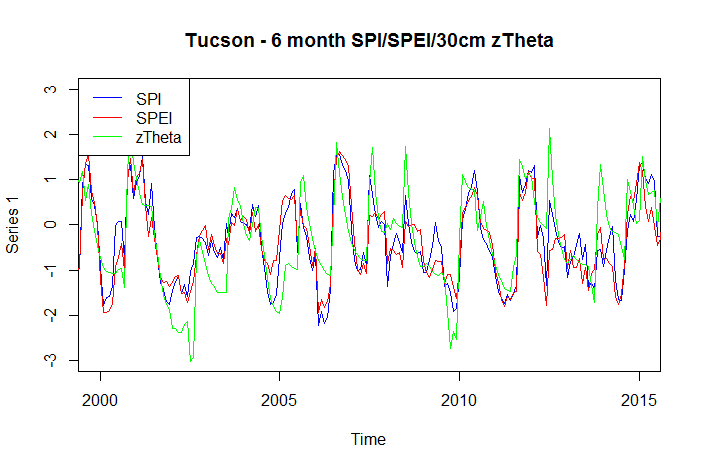 Tucson - 6 month SPI/SPEI/30cm zTheta
SPI
SPEI
zTheta
3
2
1
0
-1
-2
-3
Series 1
2000 2005 2010 2015
Time